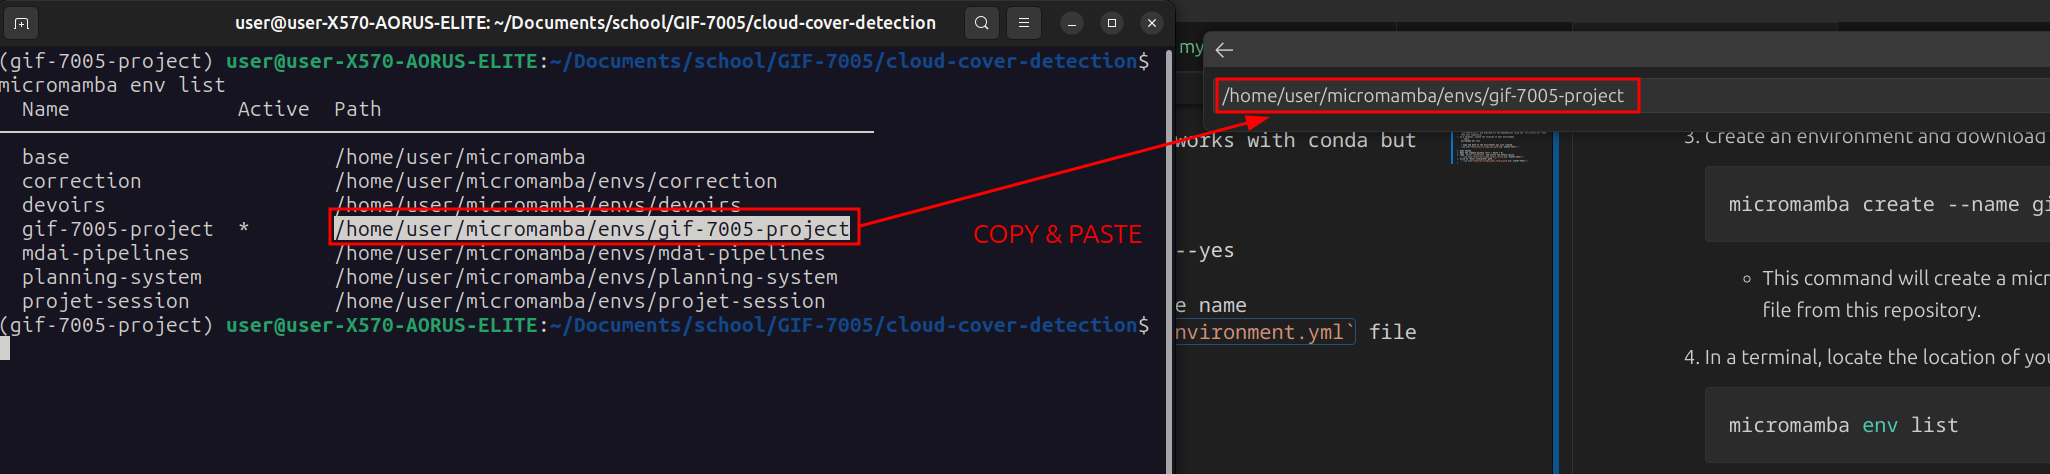 user@user-X570-AORUS-ELITE: ~/Documents/school/GIF-7005/cloud-cover-detection
(gif-7005-project) user@user-X570-AORUS-ELITE:~/Documents/school/GIF-7005/cloud-cover-detection$
micromamba env list
Name Active Path
base /home/user/micromamba
correction /home/user/micromamba/envs/correction
devoirs /home/user/micromamba/envs/devoirs
gif-7005-project * /home/user/micromamba/envs/gif-7005-project
mdai-pipelines /home/user/micromamba/envs/mdai-pipelines
planning-system /home/user/micromamba/envs/planning-system
projet-session /home/user/micromamba/envs/projet-session
(gif-7005-project) user@user-X570-AORUS-ELITE:~/Documents/school/GIF-7005/cloud-cover-detection$
COPY & PASTE
my
/home/user/micromamba/envs/gif-7005-project
works with conda but
--yes
e name
nvironment.yml` file
3. Create an environment and download
micromamba create --name gi
◦ This command will create a micr
file from this repository.
4. In a terminal, locate the location of you
micromamba env list